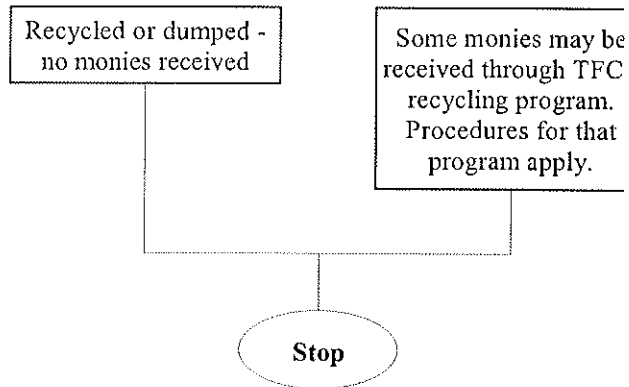 Recycled or dumped -
no monies received
Some monies may be
received through TFC
recycling program.
Procedures for that
program apply.
Stop